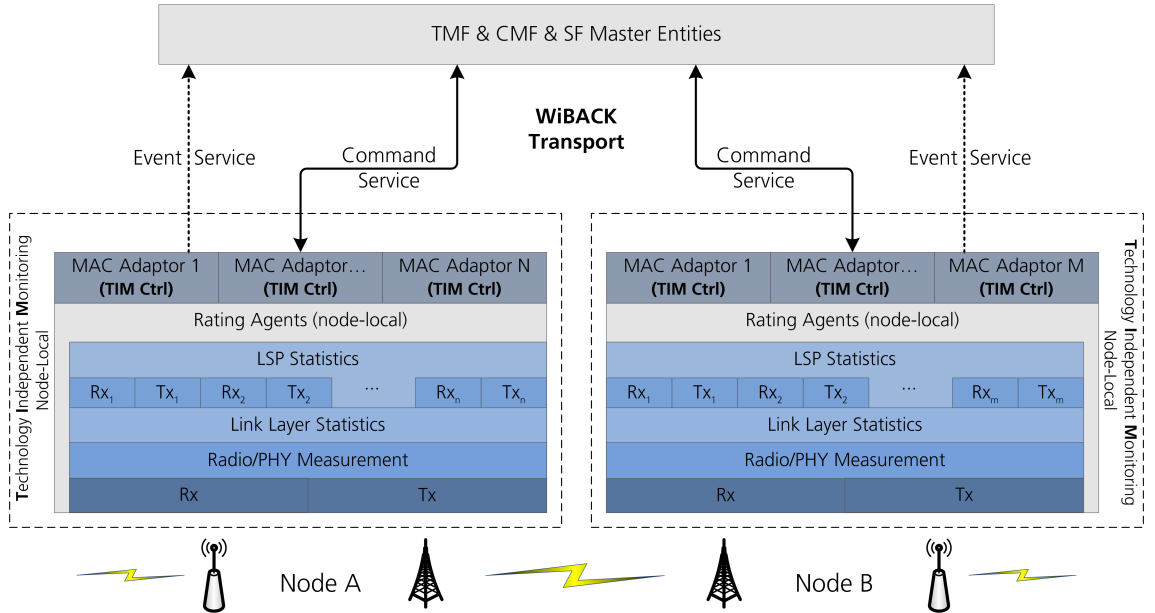 TMF & CMF & SF Master Entities
WiBACK
Transport
Event Service
Command
Service
Command
Service
Event Service
Technology Independent Monitoring
Node-Local
MAC Adaptor 1
(TIM Ctrl)
MAC Adaptor…
(TIM Ctrl)
MAC Adaptor N
(TIM Ctrl)
Rating Agents (node-local)
LSP Statistics
Rx₁ Tx₁ Rx₂ Tx₂ … Rxₙ Txₙ
Link Layer Statistics
Radio/PHY Measurement
Rx Tx
MAC Adaptor 1
(TIM Ctrl)
MAC Adaptor…
(TIM Ctrl)
MAC Adaptor M
(TIM Ctrl)
Rating Agents (node-local)
LSP Statistics
Rx₁ Tx₁ Rx₂ Tx₂ … Rxₘ Txₘ
Link Layer Statistics
Radio/PHY Measurement
Rx Tx
Technology Independent Monitoring
Node-Local
Node A
Node B